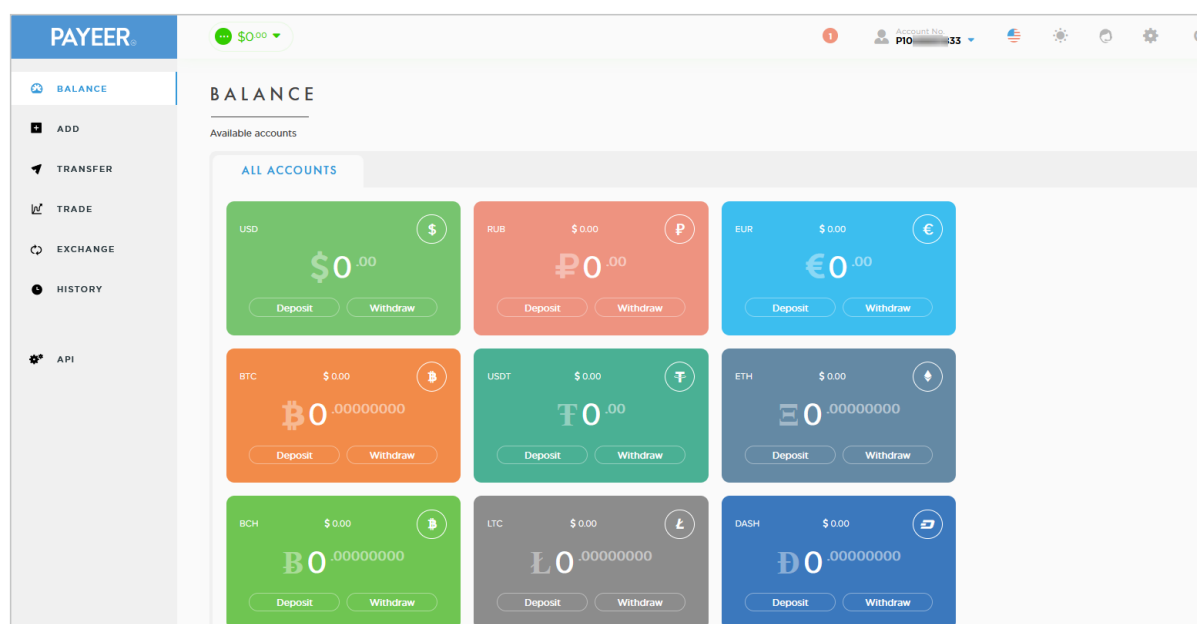 PAYEER®
$0.00
1
Account No.
P10 33
BALANCE
ADD
TRANSFER
TRADE
EXCHANGE
HISTORY
API
BALANCE
Available accounts
ALL ACCOUNTS
USD $
$0.00
Deposit Withdraw
RUB $ 0.00 ₽
₽0.00
Deposit Withdraw
EUR $ 0.00 €
€0.00
Deposit Withdraw
BTC $ 0.00 ₿
₿0.00000000
Deposit Withdraw
USDT $ 0.00 ₮
₮0.00
Deposit Withdraw
ETH $ 0.00
Ξ0.00000000
Deposit Withdraw
BCH $ 0.00 ₿
Ƀ0.00000000
Deposit Withdraw
LTC $ 0.00 Ł
Ł0.00000000
Deposit Withdraw
DASH $ 0.00
Đ0.00000000
Deposit Withdraw